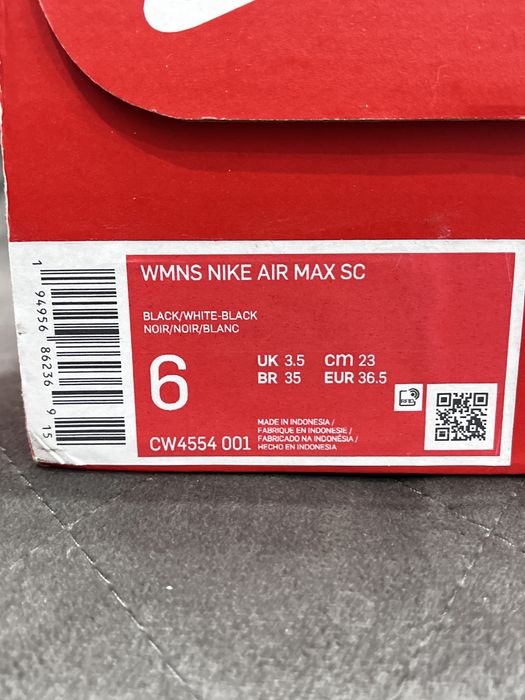 WMNS NIKE AIR MAX SC
BLACK/WHITE-BLACK
NOIR/NOIR/BLANC
6
UK 3.5 cm 23
BR 35 EUR 36.5
CW4554 001
MADE IN INDONESIA /
FABRIQUE EN INDONESIE /
FABRICADO NA INDONÉSIA /
HECHO EN INDONESIA
RFID
1 94956 86236 9 15